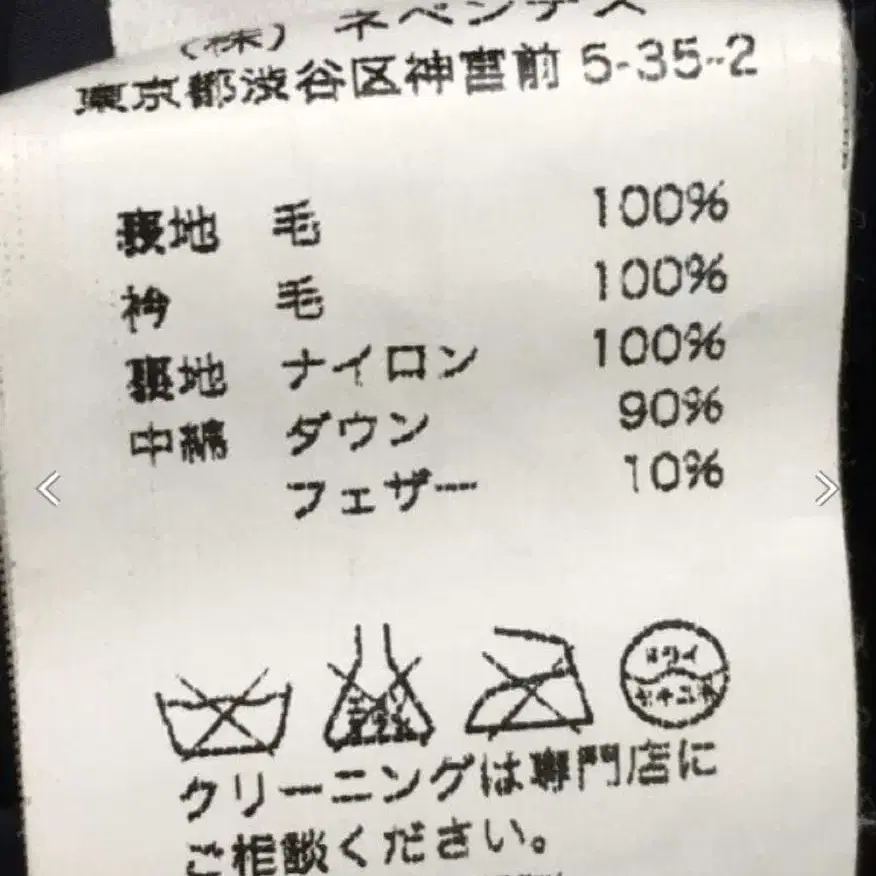 (株) ネペンテス
東京都渋谷区神宮前 5-35-2
表地 毛 100%
衿 毛 100%
裏地 ナイロン 100%
中綿 ダウン 90%
フェザー 10%
ドライ
セキユ系
クリーニングは専門店に
ご相談ください。